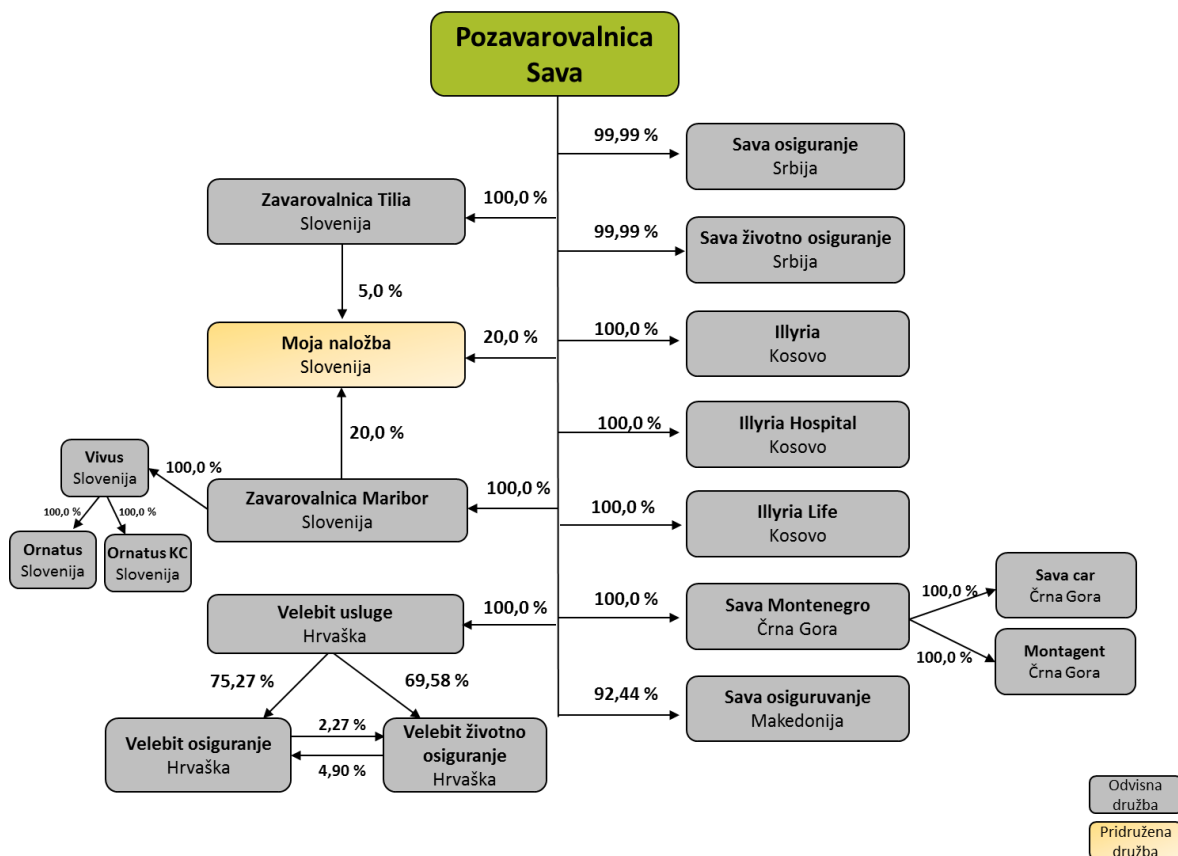 Pozavarovalnica
Sava
99,99 %
Sava osiguranje
Srbija
Zavarovalnica Tilia
Slovenija
100,0 %
99,99 %
Sava životno osiguranje
Srbija
5,0 %
Moja naložba
Slovenija
20,0 %
100,0 %
Illyria
Kosovo
20,0 %
100,0 %
Illyria Hospital
Kosovo
Vivus
Slovenija
100,0 %
Zavarovalnica Maribor
Slovenija
100,0 %
100,0 %
Illyria Life
Kosovo
100,0 %
100,0 %
Ornatus
Slovenija
Ornatus KC
Slovenija
Velebit usluge
Hrvaška
100,0 %
100,0 %
Sava Montenegro
Črna Gora
100,0 %
Sava car
Črna Gora
100,0 %
Montagent
Črna Gora
75,27 %
69,58 %
92,44 %
Sava osiguruvanje
Makedonija
Velebit osiguranje
Hrvaška
2,27 %
4,90 %
Velebit životno
osiguranje
Hrvaška
Odvisna
družba
Pridružena
družba